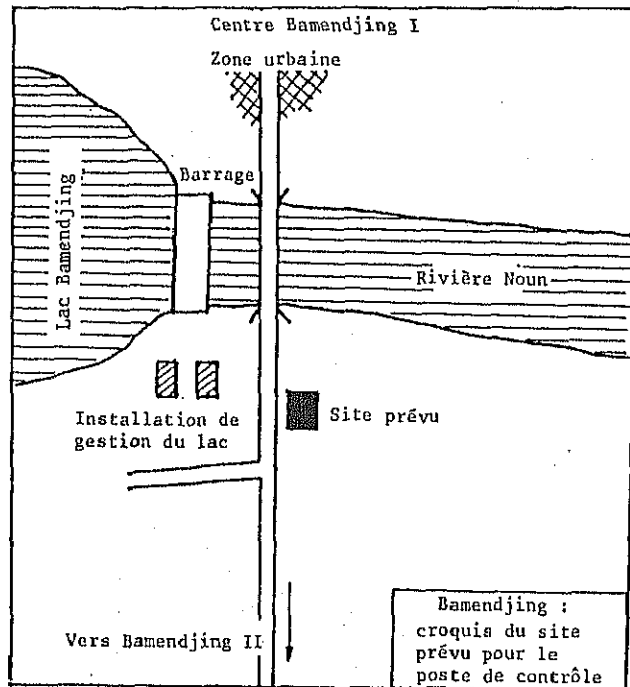 Centre Bamendjing I
Zone urbaine
Barrage
Lac Bamendjing
Rivière Noun
Installation de
gestion du lac
Site prévu
Vers Bamendjing II
Bamendjing :
croquis du site
prévu pour le
poste de contrôle